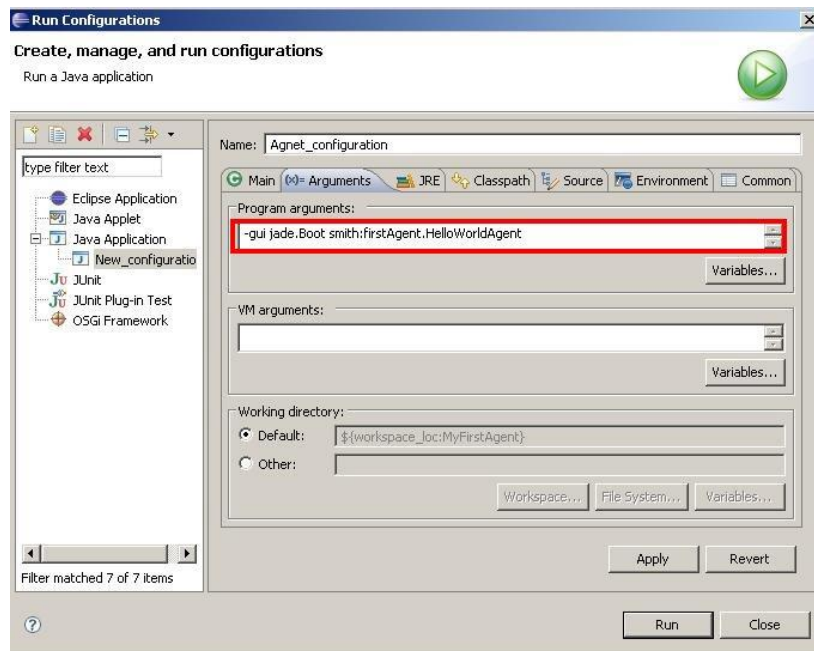 Run Configurations
Create, manage, and run configurations
Run a Java application
type filter text
Eclipse Application
Java Applet
Java Application
New_configuratio
JUnit
JUnit Plug-in Test
OSGi Framework
Filter matched 7 of 7 items
Name: Agnet_configuration
Main (x)= Arguments JRE Classpath Source Environment Common
Program arguments:
-gui jade.Boot smith:firstAgent.HelloWorldAgent
Variables...
VM arguments:
Variables...
Working directory:
Default: ${workspace_loc:MyFirstAgent}
Other:
Workspace... File System... Variables...
Apply Revert
Run Close